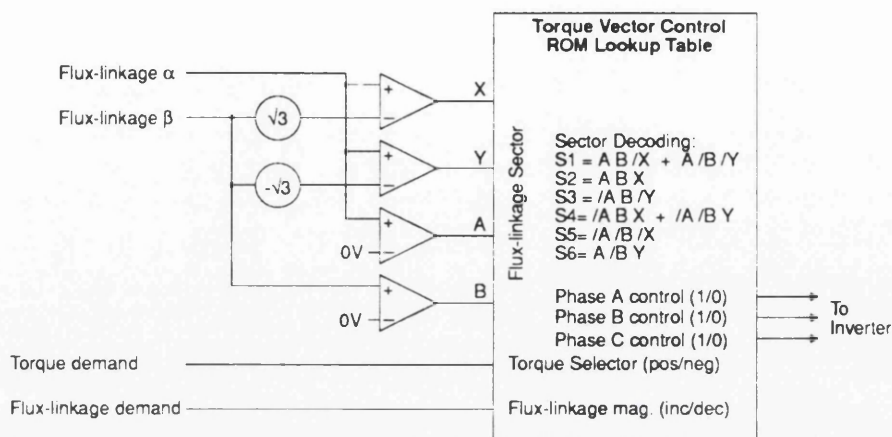 Torque Vector Control
ROM Lookup Table
Flux-linkage α
Flux-linkage β
√3
-√3
+
−
X
+
−
Y
+
−
0V
A
+
−
0V
B
Flux-linkage Sector
Sector Decoding:
S1 = A B /X + A /B /Y
S2 = A B X
S3 = /A B /Y
S4= /A B X + /A /B Y
S5= /A /B /X
S6= A /B Y
Phase A control (1/0)
Phase B control (1/0)
Phase C control (1/0)
To
Inverter
Torque demand
Torque Selector (pos/neg)
Flux-linkage demand
Flux-linkage mag. (inc/dec)